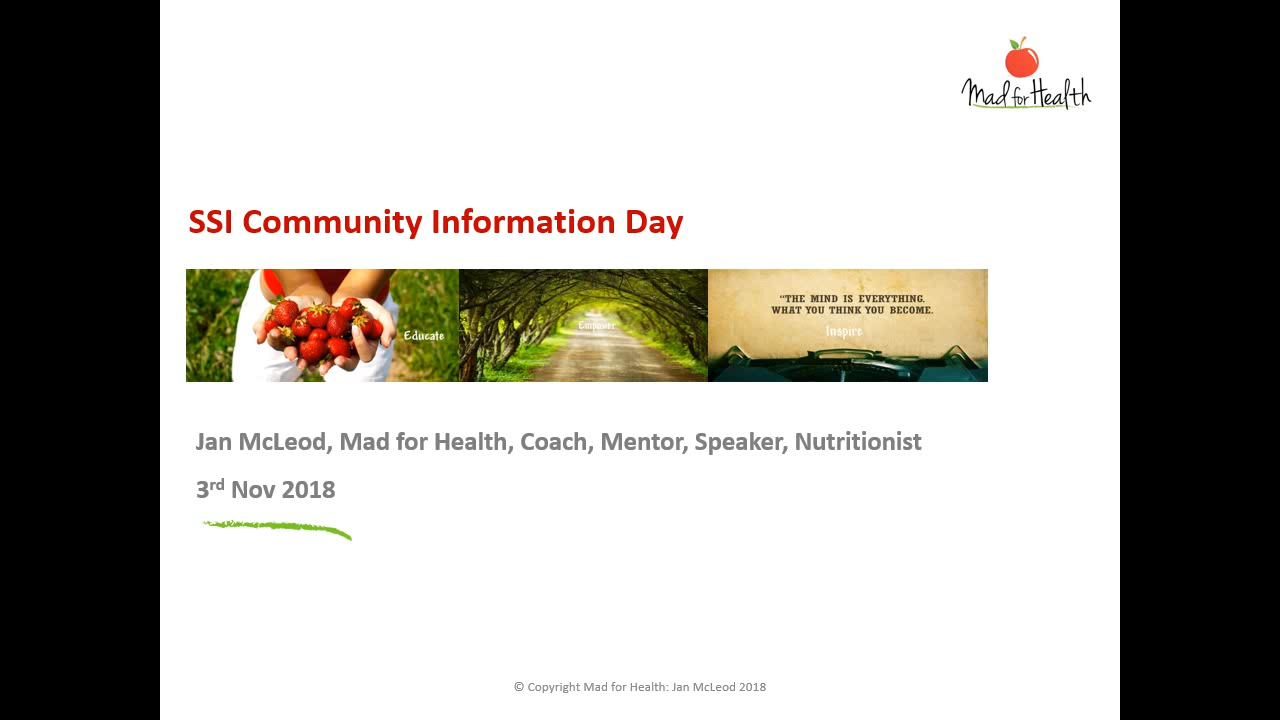 Mad for Health
SSI Community Information Day
Educate
Empower
"THE MIND IS EVERYTHING.
WHAT YOU THINK YOU BECOME.
Inspire
Jan McLeod, Mad for Health, Coach, Mentor, Speaker, Nutritionist
3rd Nov 2018
© Copyright Mad for Health: Jan McLeod 2018